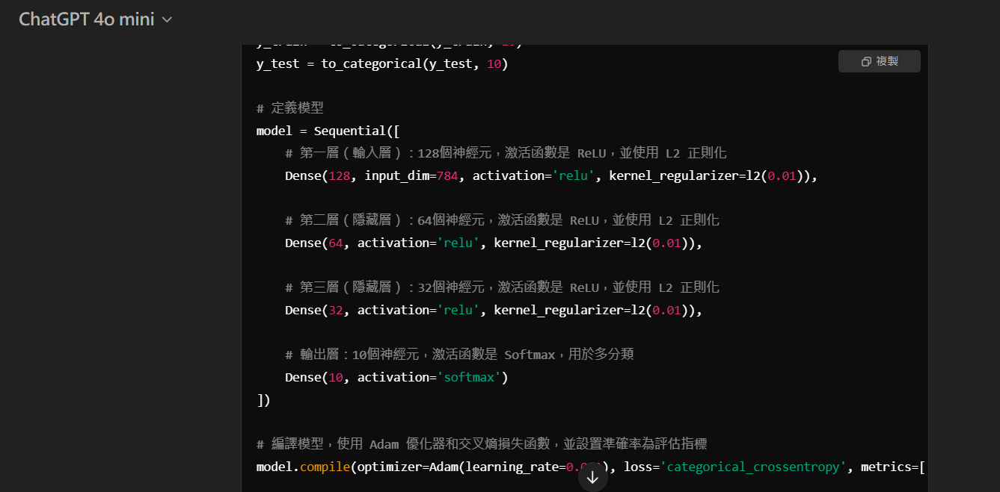 ChatGPT 4o mini
y_test = to_categorical(y_test, 10)
複製
# 定義模型
model = Sequential([
# 第一層（輸入層）：128個神經元，激活函數是 ReLU，並使用 L2 正則化
Dense(128, input_dim=784, activation='relu', kernel_regularizer=l2(0.01)),
# 第二層（隱藏層）：64個神經元，激活函數是 ReLU，並使用 L2 正則化
Dense(64, activation='relu', kernel_regularizer=l2(0.01)),
# 第三層（隱藏層）：32個神經元，激活函數是 ReLU，並使用 L2 正則化
Dense(32, activation='relu', kernel_regularizer=l2(0.01)),
# 輸出層：10個神經元，激活函數是 Softmax，用於多分類
Dense(10, activation='softmax')
])
# 編譯模型，使用 Adam 優化器和交叉熵損失函數，並設置準確率為評估指標
model.compile(optimizer=Adam(learning_rate=), loss='categorical_crossentropy', metrics=[